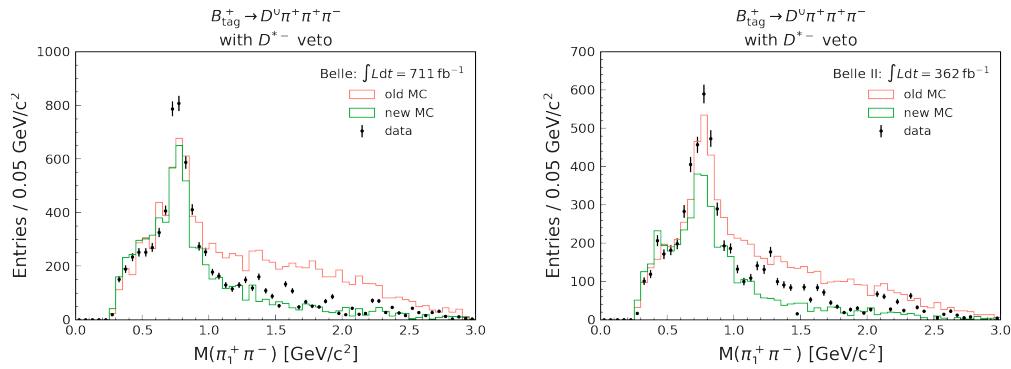 B⁺tag → D⁰π⁺π⁺π⁻
with D*⁻ veto
Belle: ∫Ldt = 711 fb⁻¹
old MC
new MC
data
Entries / 0.05 GeV/c²
1000
800
600
400
200
0
0.0 0.5 1.0 1.5 2.0 2.5 3.0
M(π₁⁺π⁻) [GeV/c²]
B⁺tag → D⁰π⁺π⁺π⁻
with D*⁻ veto
Belle II: ∫Ldt = 362 fb⁻¹
old MC
new MC
data
Entries / 0.05 GeV/c²
700
600
500
400
300
200
100
0
0.0 0.5 1.0 1.5 2.0 2.5 3.0
M(π₁⁺π⁻) [GeV/c²]